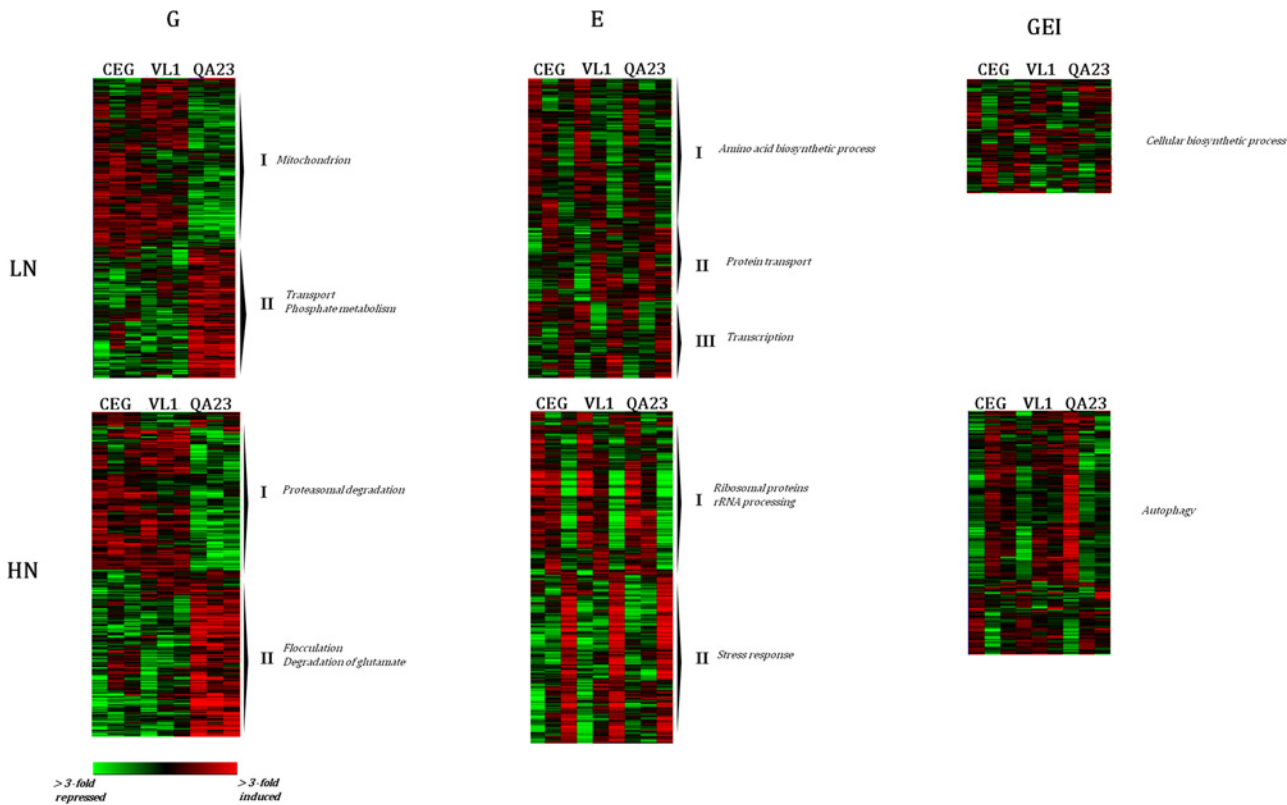 G
E
GEI
CEG VL1 QA23
CEG VL1 QA23
CEG VL1 QA23
LN
I Mitochondrion
II Transport
Phosphate metabolism
I Amino acid biosynthetic process
II Protein transport
III Transcription
Cellular biosynthetic process
CEG VL1 QA23
CEG VL1 QA23
CEG VL1 QA23
HN
I Proteasomal degradation
II Flocculation
Degradation of glutamate
I Ribosomal proteins
rRNA processing
II Stress response
Autophagy
> 3-fold
repressed
> 3-fold
induced